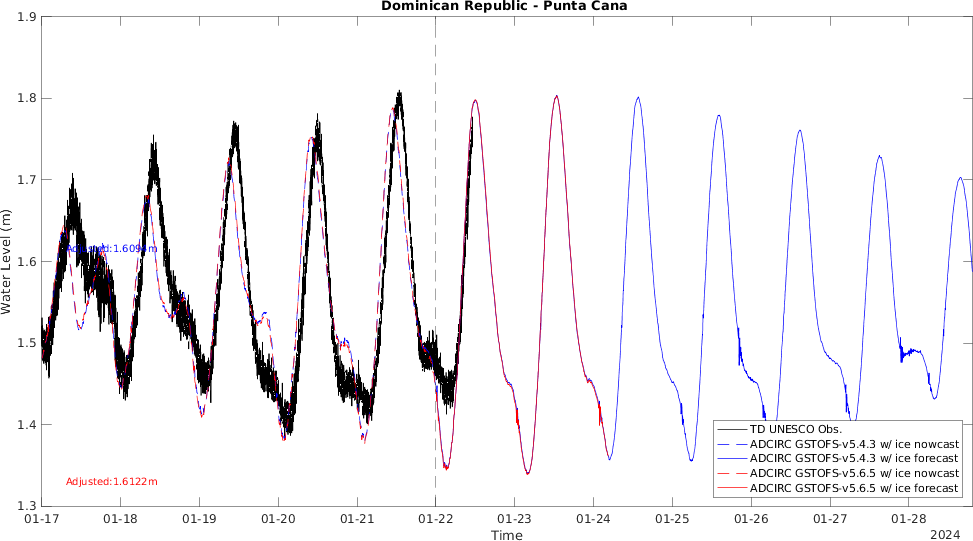 Dominican Republic - Punta Cana
Water Level (m)
1.9
1.8
1.7
1.6
1.5
1.4
1.3
Adjusted:1.6122m
TD UNESCO Obs.
ADCIRC GSTOFS-v5.4.3 w/ ice nowcast
ADCIRC GSTOFS-v5.4.3 w/ ice forecast
ADCIRC GSTOFS-v5.6.5 w/ ice nowcast
ADCIRC GSTOFS-v5.6.5 w/ ice forecast
01-17 01-18 01-19 01-20 01-21 01-22 01-23 01-24 01-25 01-26 01-27 01-28
Time
2024